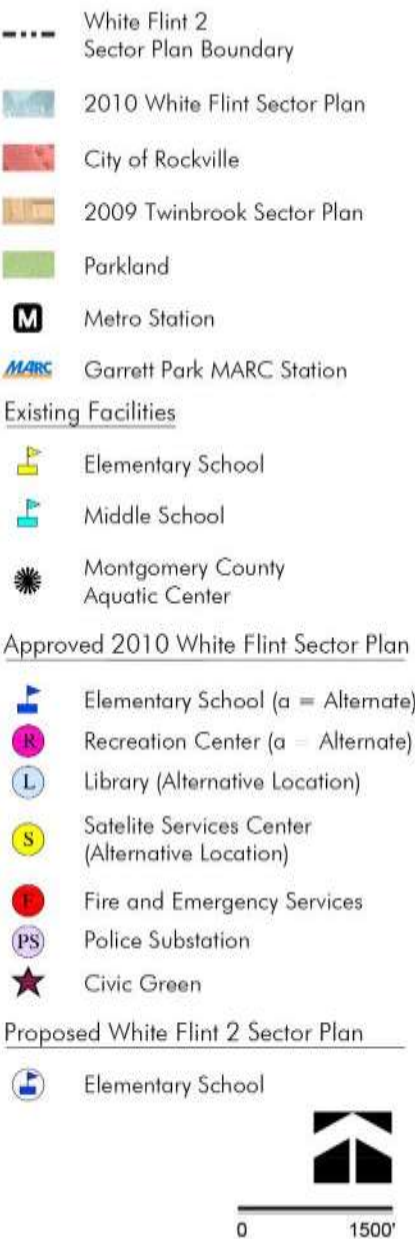 White Flint 2
Sector Plan Boundary
2010 White Flint Sector Plan
City of Rockville
2009 Twinbrook Sector Plan
Parkland
M Metro Station
MARC Garrett Park MARC Station
Existing Facilities
Elementary School
Middle School
Montgomery County
Aquatic Center
Approved 2010 White Flint Sector Plan
Elementary School (a = Alternate)
R Recreation Center (a = Alternate)
L Library (Alternative Location)
S Satelite Services Center
(Alternative Location)
F Fire and Emergency Services
PS Police Substation
Civic Green
Proposed White Flint 2 Sector Plan
Elementary School
0 1500'